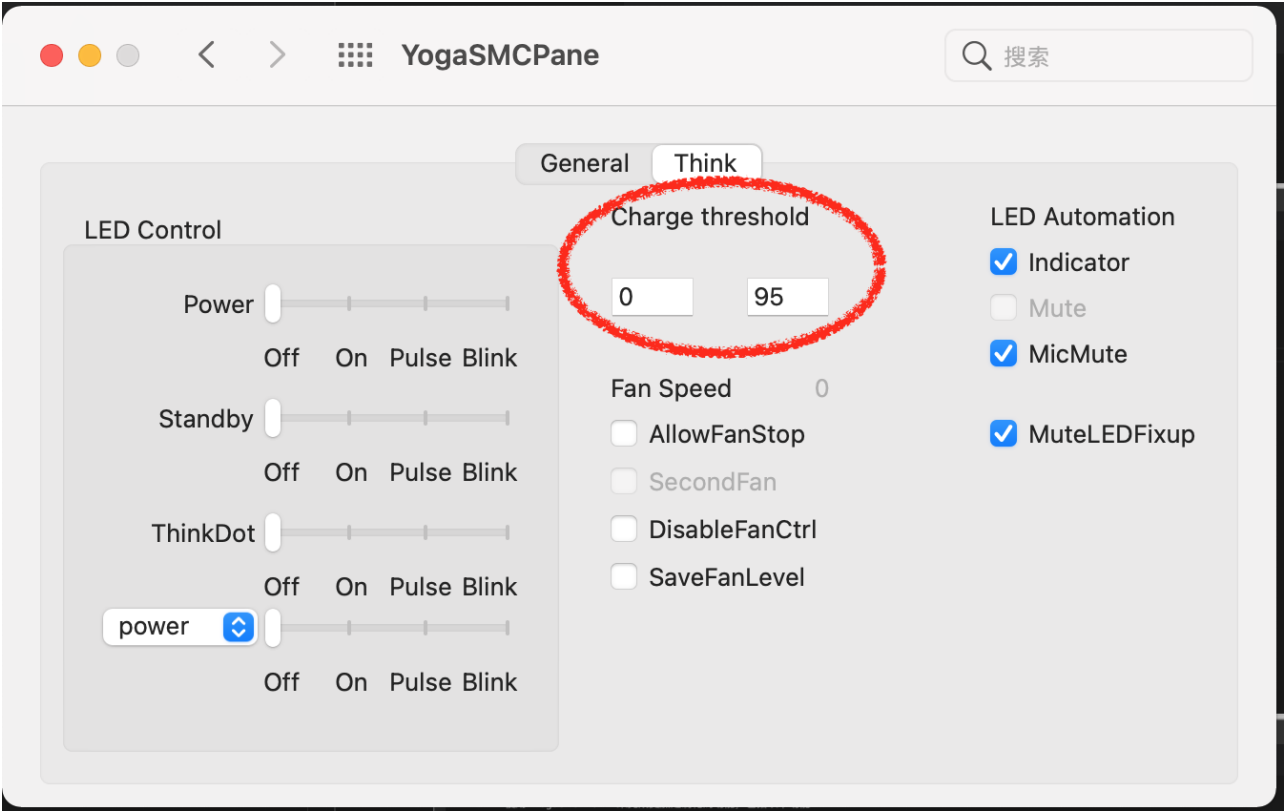 YogaSMCPane
搜索
General
Think
LED Control
Power
Off On Pulse Blink
Standby
Off On Pulse Blink
ThinkDot
Off On Pulse Blink
power
Off On Pulse Blink
Charge threshold
0
95
Fan Speed 0
AllowFanStop
SecondFan
DisableFanCtrl
SaveFanLevel
LED Automation
Indicator
Mute
MicMute
MuteLEDFixup